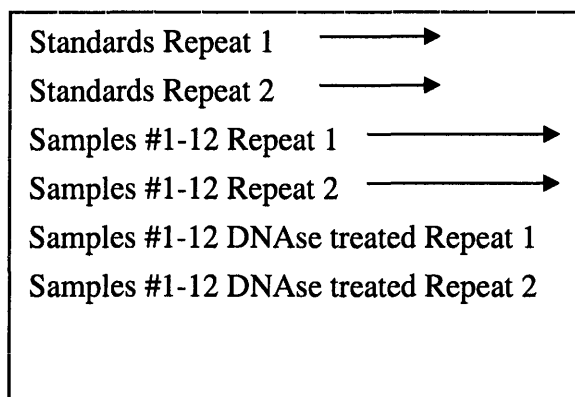 Standards Repeat 1
Standards Repeat 2
Samples #1-12 Repeat 1
Samples #1-12 Repeat 2
Samples #1-12 DNAse treated Repeat 1
Samples #1-12 DNAse treated Repeat 2